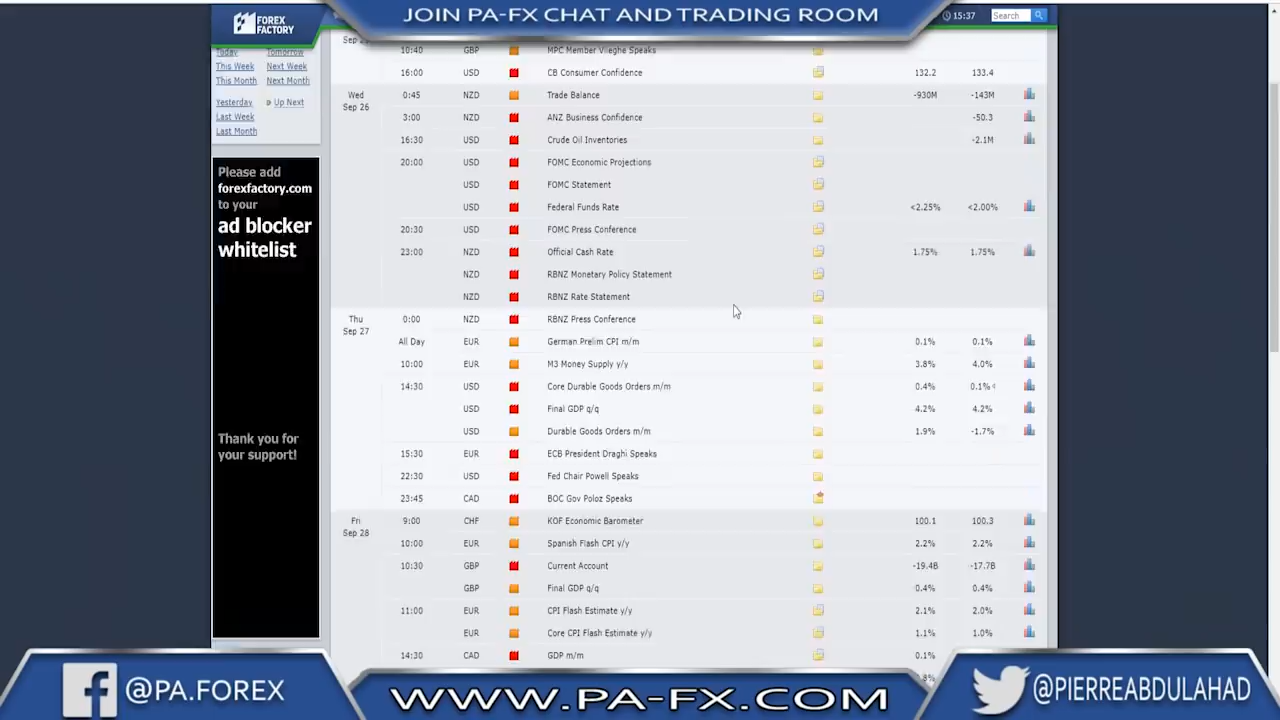 JOIN PA-FX CHAT AND TRADING ROOM
FOREX
FACTORY
15:37
Search
Today Tomorrow
This Week Next Week
This Month Next Month
Yesterday Up Next
Last Week
Last Month
Please add
forexfactory.com
to your
ad blocker
whitelist
Thank you for
your support!
10:40 GBP MPC Member Vlieghe Speaks
16:00 USD CB Consumer Confidence 132.2 133.4
Wed
Sep 26
0:45 NZD Trade Balance -930M -143M
3:00 NZD ANZ Business Confidence -50.3
16:30 USD Crude Oil Inventories -2.1M
20:00 USD FOMC Economic Projections
USD FOMC Statement
USD Federal Funds Rate <2.25% <2.00%
20:30 USD FOMC Press Conference
23:00 NZD Official Cash Rate 1.75% 1.75%
NZD RBNZ Monetary Policy Statement
NZD RBNZ Rate Statement
Thu
Sep 27
0:00 NZD RBNZ Press Conference
All Day EUR German Prelim CPI m/m 0.1% 0.1%
10:00 EUR M3 Money Supply y/y 3.8% 4.0%
14:30 USD Core Durable Goods Orders m/m 0.4% 0.1%
USD Final GDP q/q 4.2% 4.2%
USD Durable Goods Orders m/m 1.9% -1.7%
15:30 EUR ECB President Draghi Speaks
22:30 USD Fed Chair Powell Speaks
23:45 CAD BOC Gov Poloz Speaks
Fri
Sep 28
9:00 CHF KOF Economic Barometer 100.1 100.3
10:00 EUR Spanish Flash CPI y/y 2.2% 2.2%
10:30 GBP Current Account -19.4B -17.7B
GBP Final GDP q/q 0.4% 0.4%
11:00 EUR CPI Flash Estimate y/y 2.1% 2.0%
EUR Core CPI Flash Estimate y/y 1.1% 1.0%
14:30 CAD GDP m/m 0.1%
@PA.FOREX
WWW.PA-FX.COM
@PIERREABDULAHAD